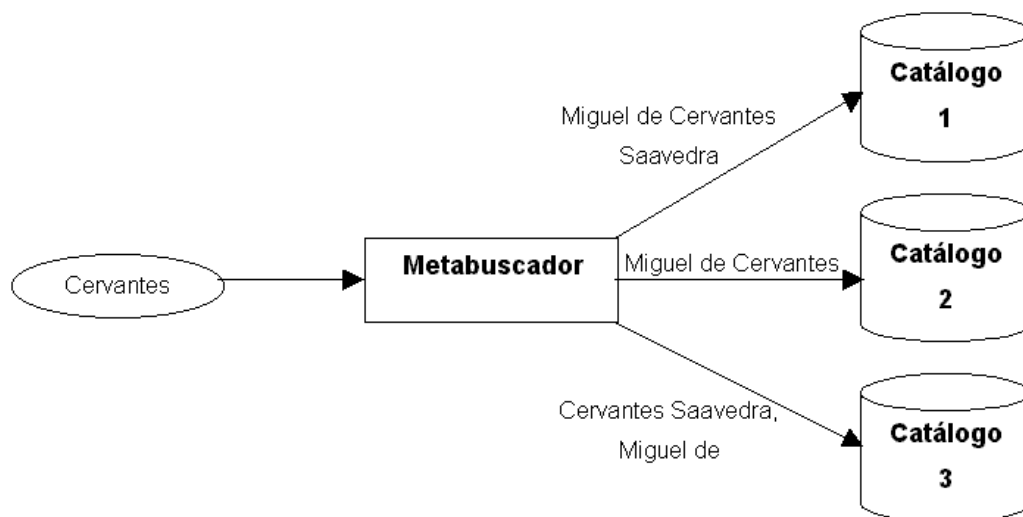 Catálogo
1
Miguel de Cervantes
Saavedra
Cervantes
Metabuscador
Miguel de Cervantes
Catálogo
2
Cervantes Saavedra,
Miguel de
Catálogo
3